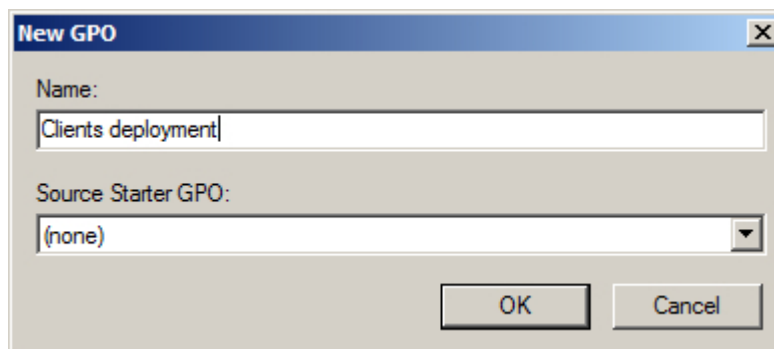 New GPO
Name:
Clients deployment
Source Starter GPO:
(none)
OK
Cancel